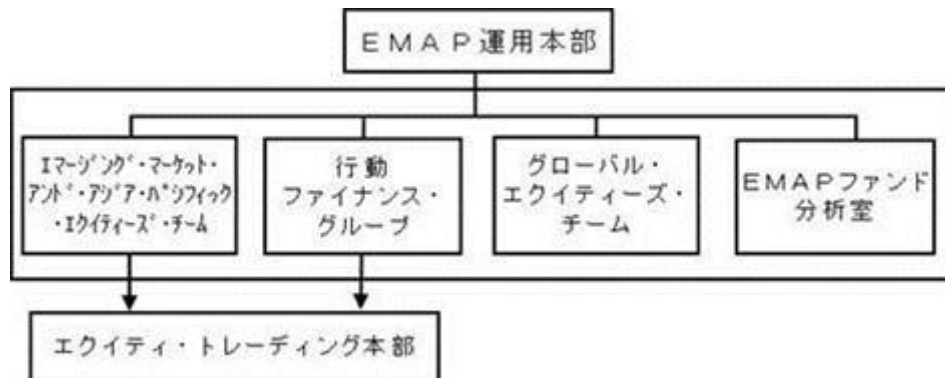 ＥＭＡＰ運用本部
ｴﾏｰｼﾞﾝｸﾞ・ﾏｰｹｯﾄ・
ｱﾝﾄﾞ・ｱｼﾞｱ・ﾊﾟｼﾌｨｯｸ
・ｴｸｲﾃｨｰｽﾞ・ﾁｰﾑ
行動
ファイナンス・
グループ
グローバル・
エクイティーズ・
チーム
ＥＭＡＰファンド
分析室
エクイティ・トレーディング本部